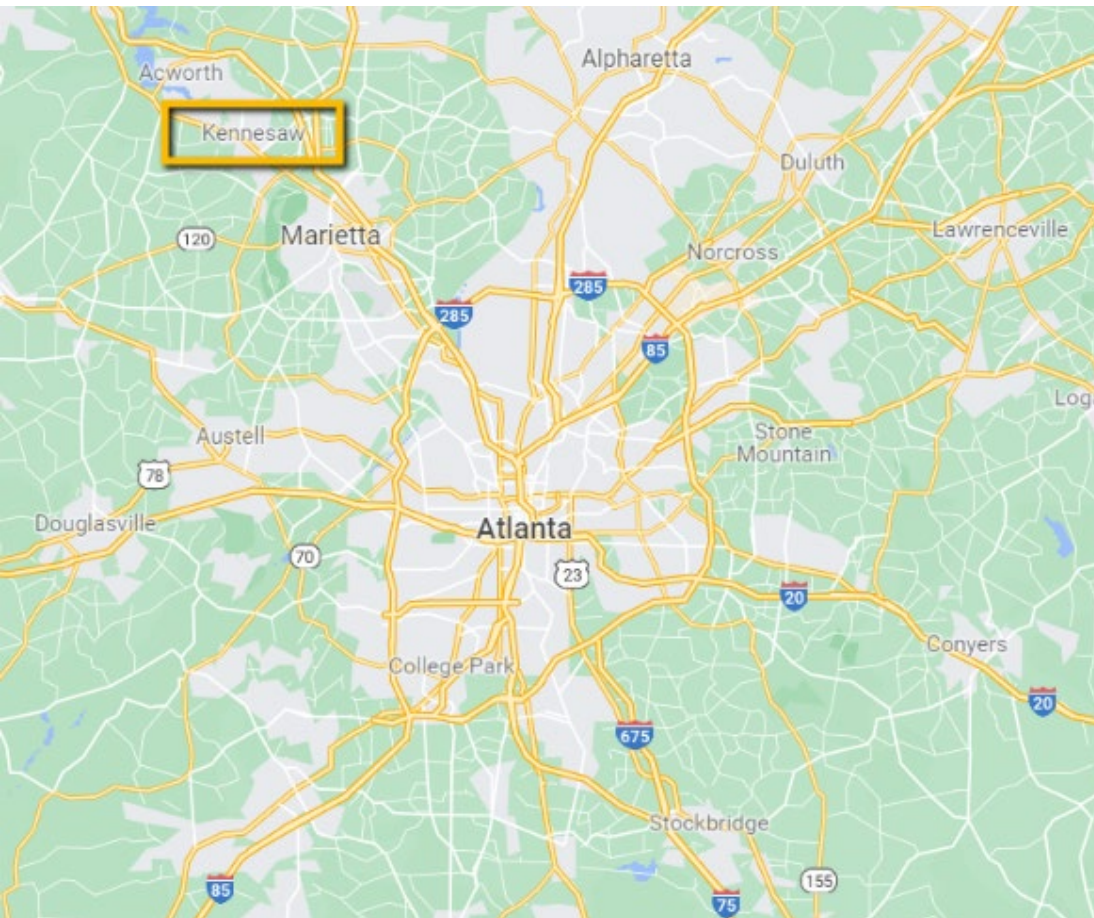 Alpharetta
Acworth
Kennesaw
Duluth
120
Marietta
Lawrenceville
Norcross
285
285
85
Log
Austell
Stone
Mountain
78
Douglasville
Atlanta
70
23
20
Conyers
College Park
20
675
Stockbridge
155
85
75